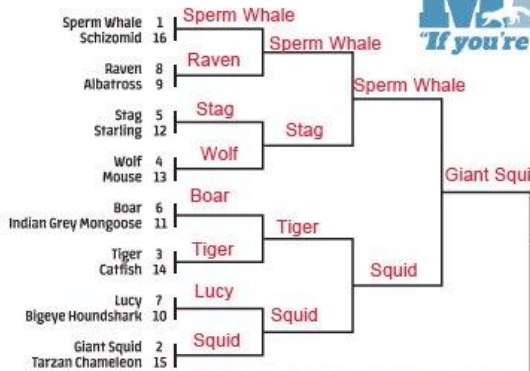 "If you're
Sperm Whale 1
Schizomid 16
Raven 8
Albatross 9
Stag 5
Starling 12
Wolf 4
Mouse 13
Boar 6
Indian Grey Mongoose 11
Tiger 3
Catfish 14
Lucy 7
Bigeye Houndshark 10
Giant Squid 2
Tarzan Chameleon 15
Sperm Whale
Raven
Stag
Wolf
Boar
Tiger
Lucy
Squid
Sperm Whale
Stag
Tiger
Squid
Sperm Whale
Squid
Giant Squi